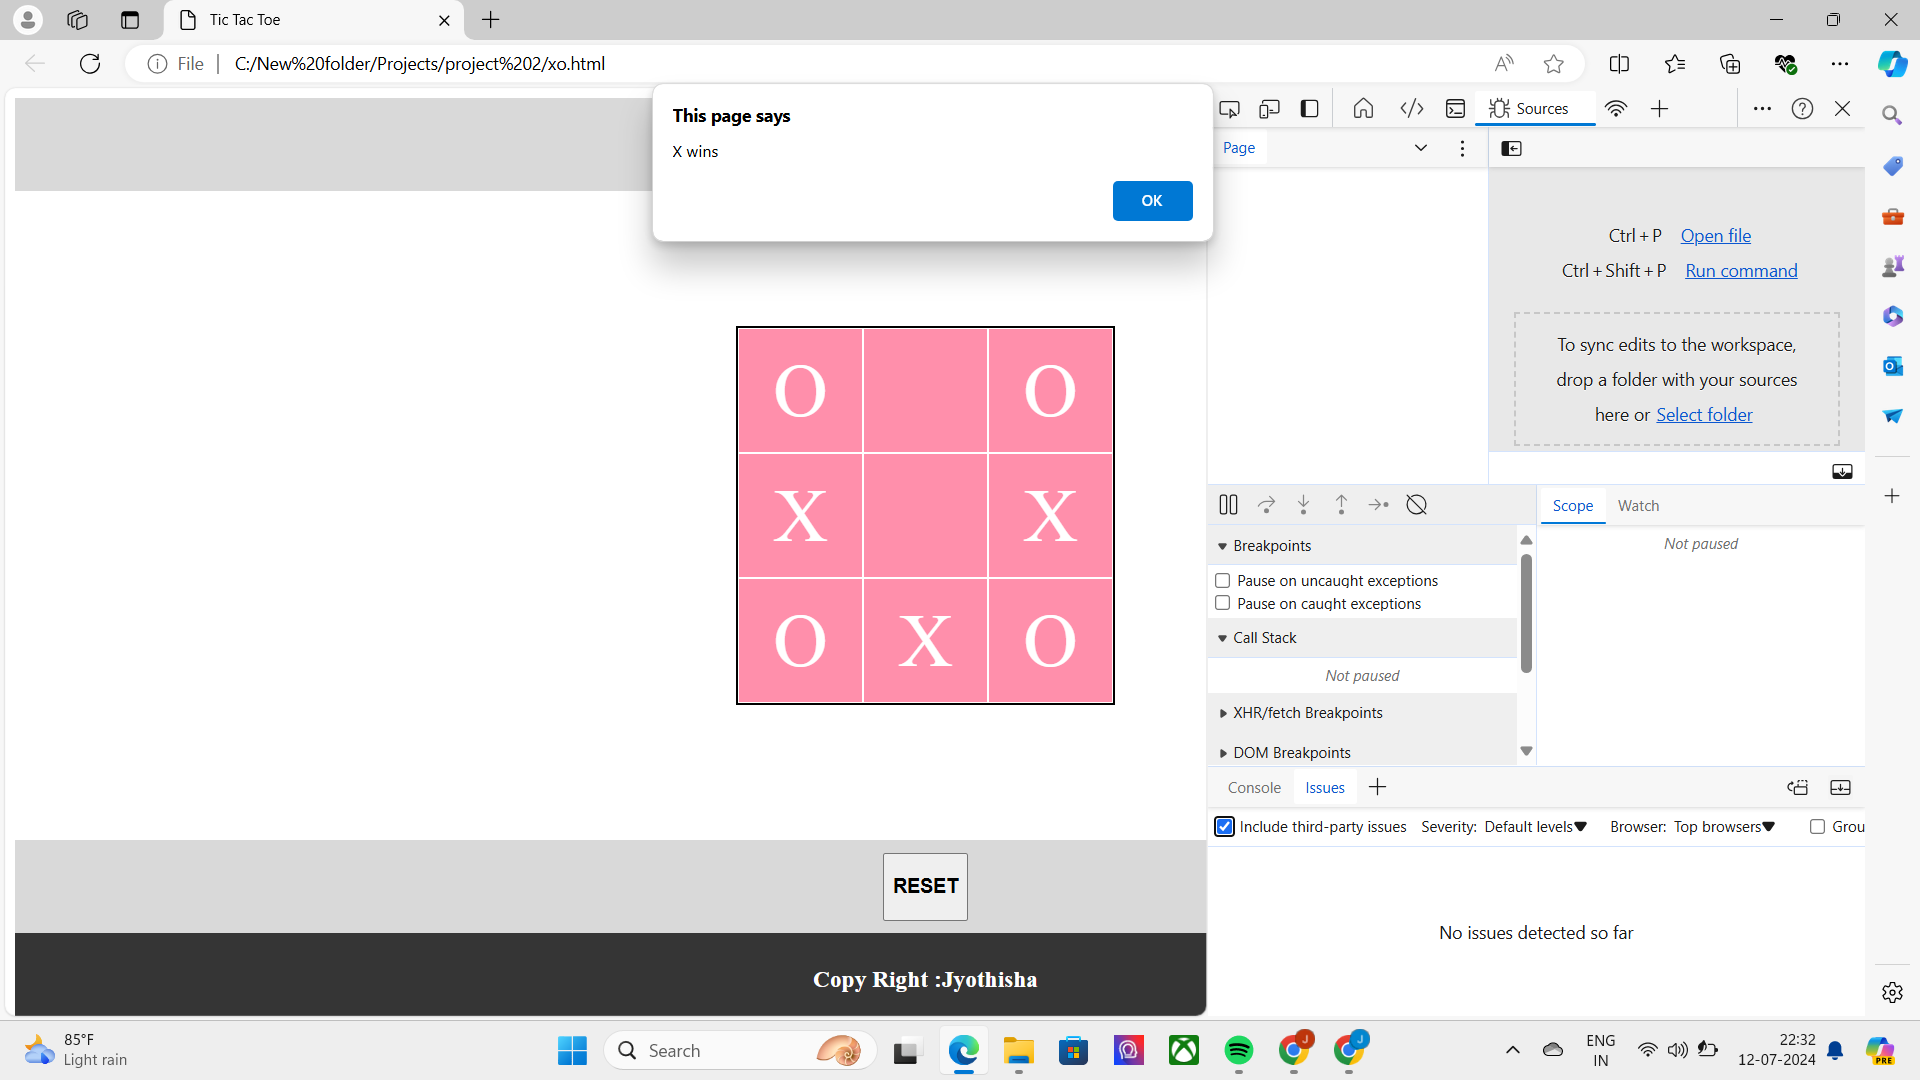 Tic Tac Toe
File
C:/New%20folder/Projects/project%202/xo.html
This page says
X wins
OK
Sources
Page
Ctrl + P Open file
Ctrl + Shift + P Run command
To sync edits to the workspace,
drop a folder with your sources
here or Select folder
O O
X X
O X O
Scope Watch
Not paused
Breakpoints
Pause on uncaught exceptions
Pause on caught exceptions
Call Stack
Not paused
XHR/fetch Breakpoints
DOM Breakpoints
Console Issues
Include third-party issues Severity: Default levels Browser: Top browsers Grou
No issues detected so far
RESET
Copy Right :Jyothisha
85°F
Light rain
Search
J
J
ENG
IN
22:32
12-07-2024
PRE